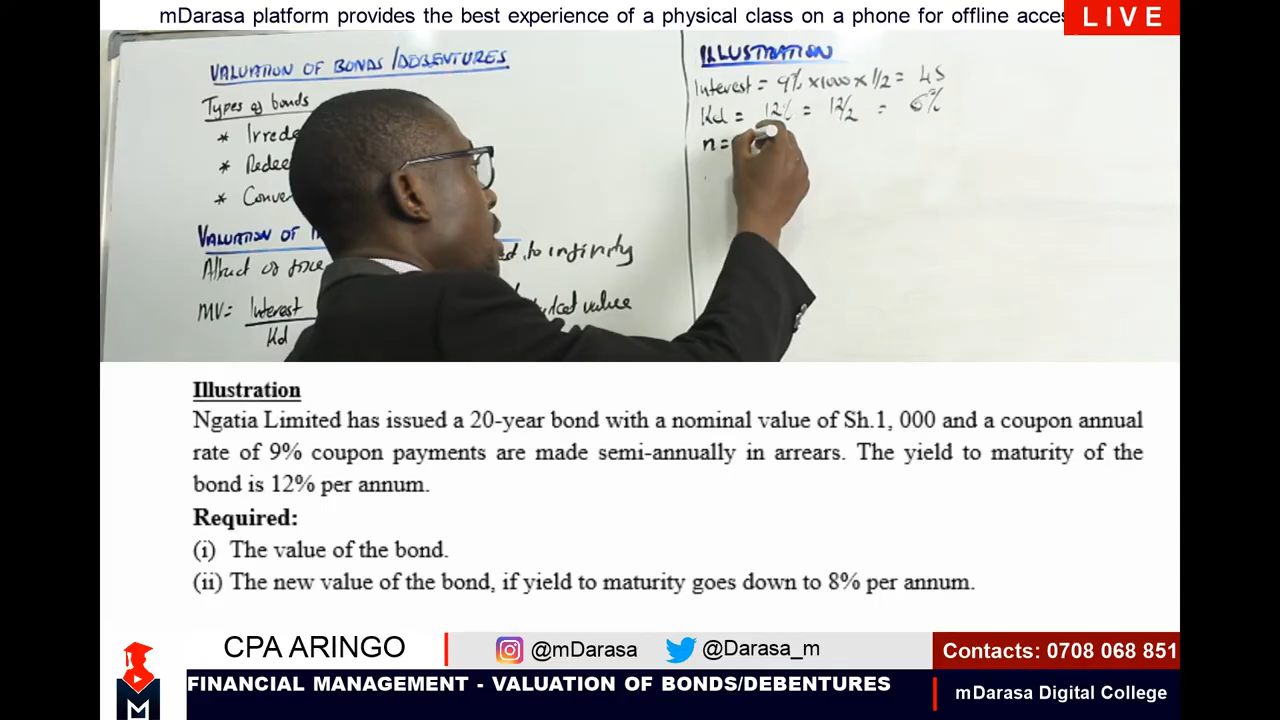 mDarasa platform provides the best experience of a physical class on a phone for offline acces
LIVE
VALUATION OF BONDS/DEBENTURES
Types of bonds
* Irrede
* Redee
* Conve
VALUATION OF
ed to infinity
MV = Interest
Kd
value
ILLUSTRATION
Interest = 9% x1000 x 1/2 = 45
Kd = 12% = 12/2 = 6%
n =
Illustration
Ngatia Limited has issued a 20-year bond with a nominal value of Sh.1, 000 and a coupon annual
rate of 9% coupon payments are made semi-annually in arrears. The yield to maturity of the
bond is 12% per annum.
Required:
(i) The value of the bond.
(ii) The new value of the bond, if yield to maturity goes down to 8% per annum.
CPA ARINGO
@mDarasa
@Darasa_m
Contacts: 0708 068 851
M
FINANCIAL MANAGEMENT - VALUATION OF BONDS/DEBENTURES
mDarasa Digital College